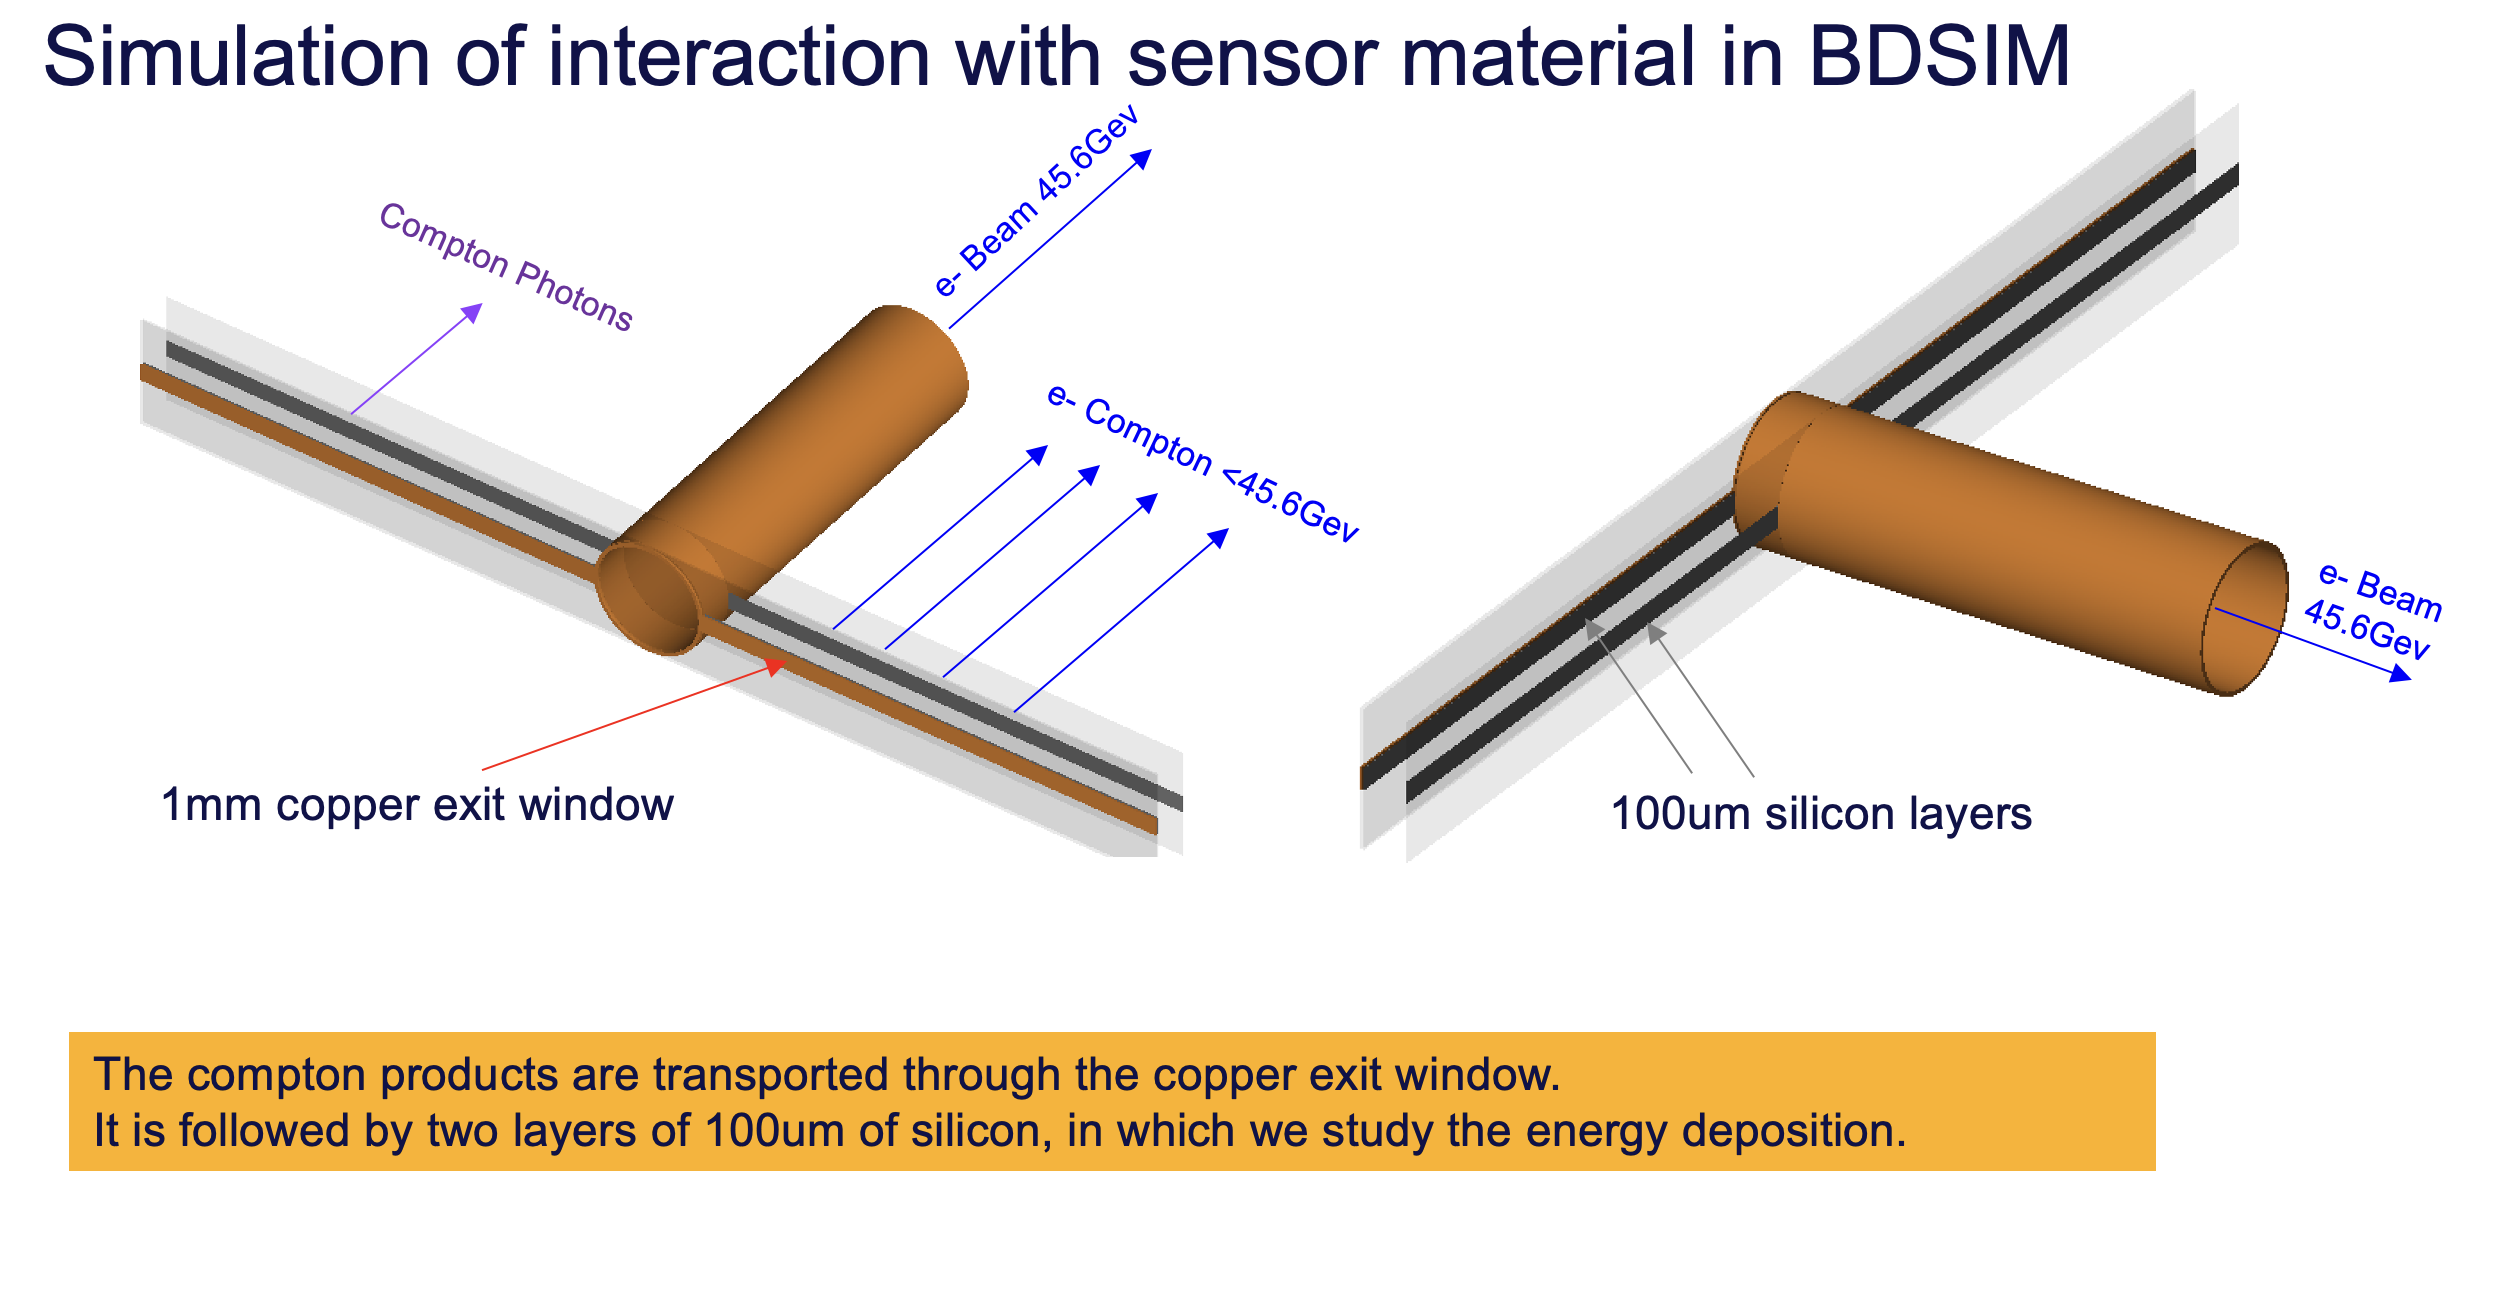 Simulation of interaction with sensor material in BDSIM
Compton Photons
e- Beam 45.6Gev
e- Compton <45.6Gev
1mm copper exit window
e- Beam
45.6Gev
100um silicon layers
The compton products are transported through the copper exit window.
It is followed by two layers of 100um of silicon, in which we study the energy deposition.